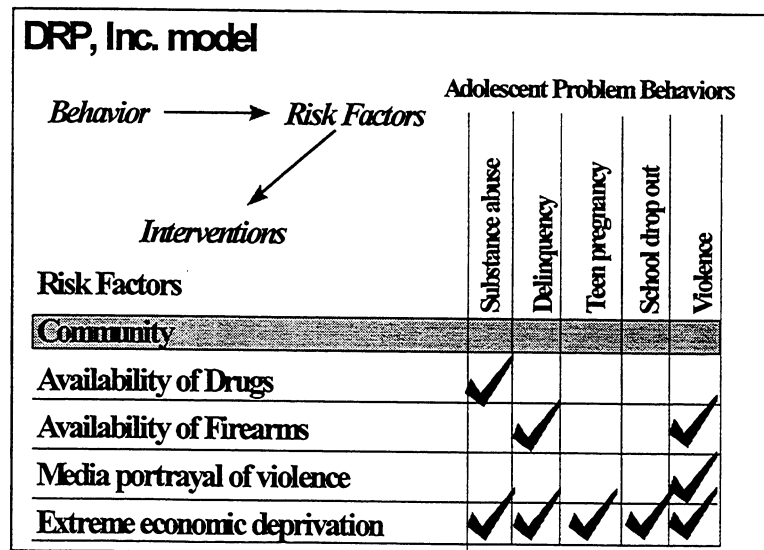 DRP, Inc. model
Adolescent Problem Behaviors
Behavior
Risk Factors
Interventions
Substance abuse
Delinquency
Teen pregnancy
School drop out
Violence
Risk Factors
Community
Availability of Drugs
Availability of Firearms
Media portrayal of violence
Extreme economic deprivation